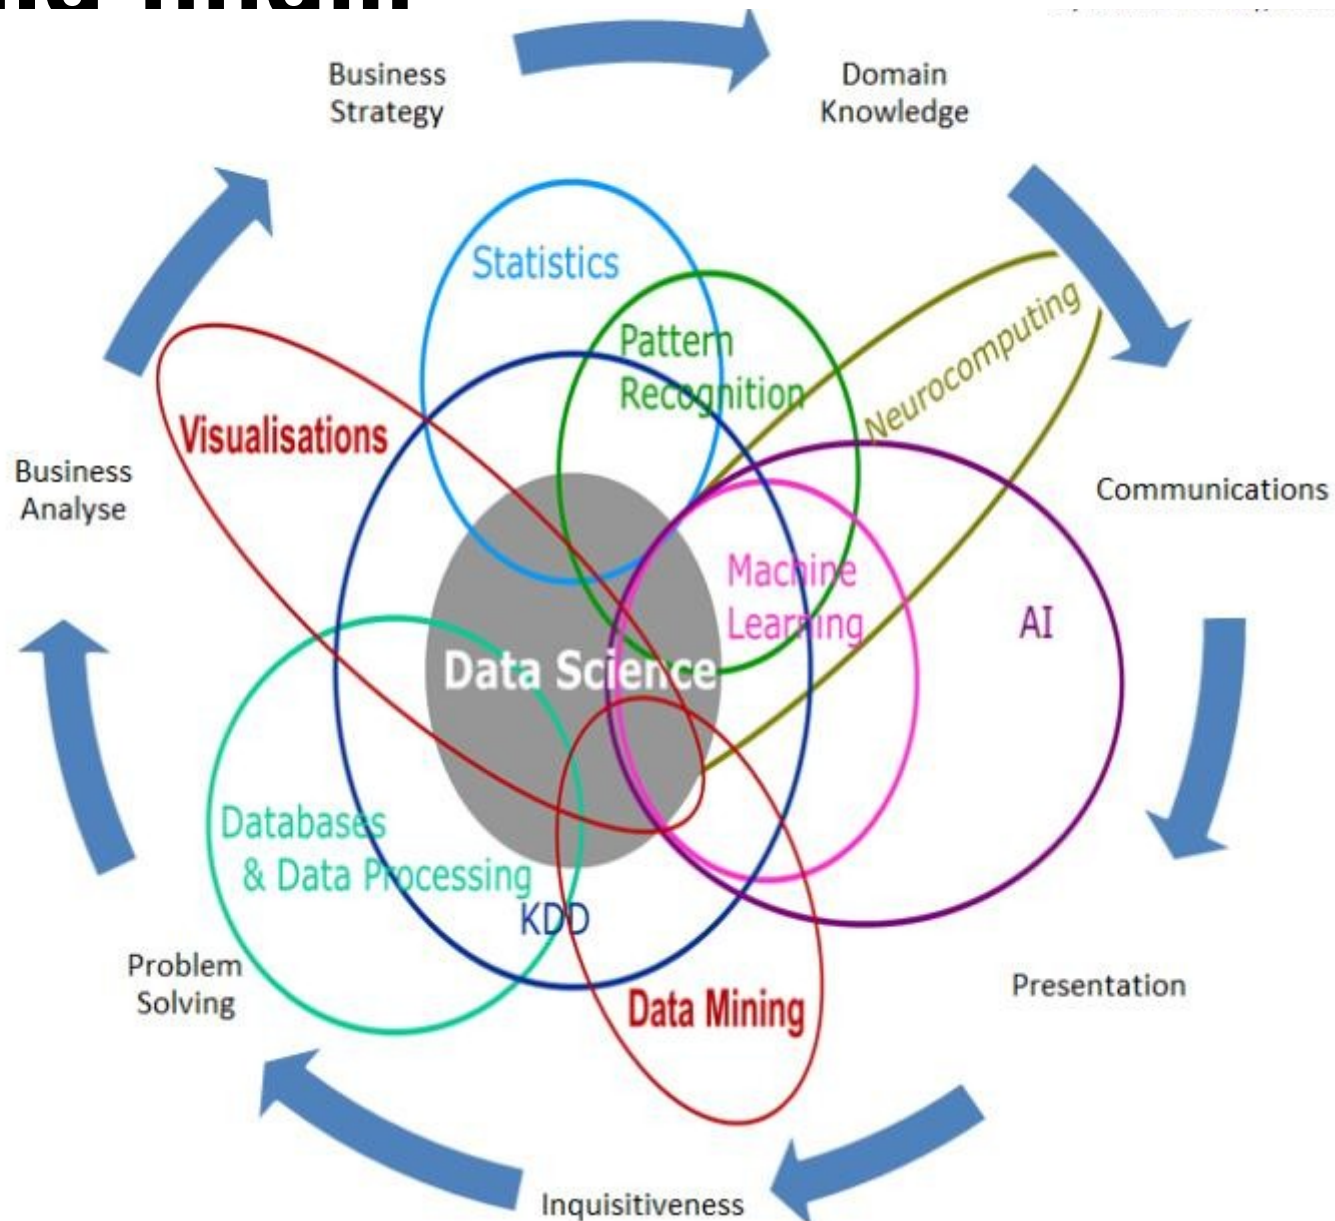 Business
Strategy
Domain
Knowledge
Statistics
Pattern
Recognition
Neurocomputing
Visualisations
Business
Analyse
Communications
Machine
Learning
AI
Data Science
Databases
& Data Processing
KDD
Problem
Solving
Presentation
Data Mining
Inquisitiveness